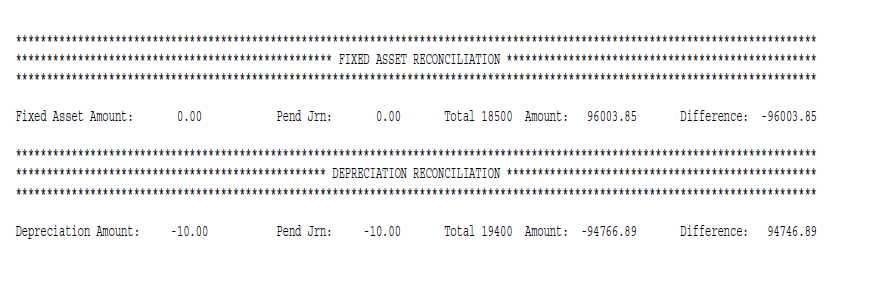 ************************************************************************************************************************************
**************************************************** FIXED ASSET RECONCILIATION ***************************************************
************************************************************************************************************************************
Fixed Asset Amount: 0.00 Pend Jrn: 0.00 Total 18500 Amount: 96003.85 Difference: -96003.85
************************************************************************************************************************************
*************************************************** DEPRECIATION RECONCILIATION ***************************************************
************************************************************************************************************************************
Depreciation Amount: -10.00 Pend Jrn: -10.00 Total 19400 Amount: -94766.89 Difference: 94746.89